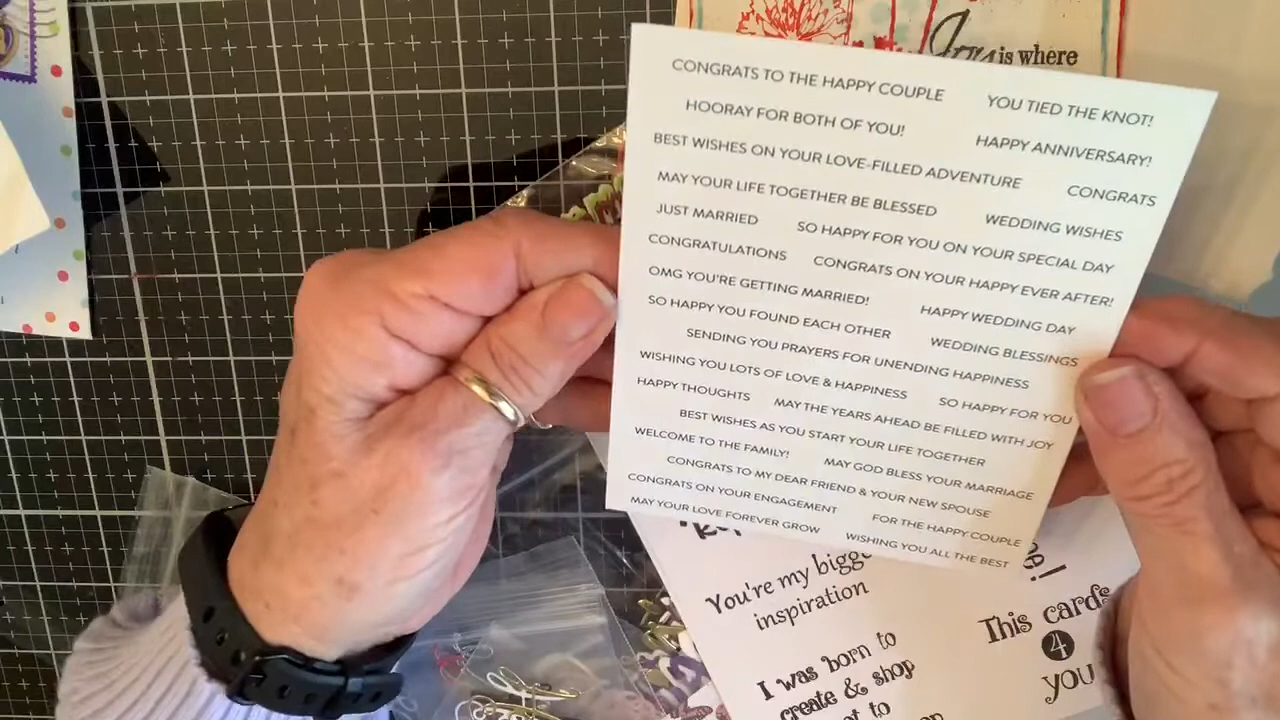 Joy is where
CONGRATS TO THE HAPPY COUPLE
YOU TIED THE KNOT!
HOORAY FOR BOTH OF YOU!
HAPPY ANNIVERSARY!
BEST WISHES ON YOUR LOVE-FILLED ADVENTURE
CONGRATS
MAY YOUR LIFE TOGETHER BE BLESSED
WEDDING WISHES
JUST MARRIED
SO HAPPY FOR YOU ON YOUR SPECIAL DAY
CONGRATULATIONS
CONGRATS ON YOUR HAPPY EVER AFTER!
OMG YOU'RE GETTING MARRIED!
HAPPY WEDDING DAY
SO HAPPY YOU FOUND EACH OTHER
WEDDING BLESSINGS
SENDING YOU PRAYERS FOR UNENDING HAPPINESS
WISHING YOU LOTS OF LOVE & HAPPINESS
SO HAPPY FOR YOU
HAPPY THOUGHTS
MAY THE YEARS AHEAD BE FILLED WITH JOY
BEST WISHES AS YOU START YOUR LIFE TOGETHER
WELCOME TO THE FAMILY!
MAY GOD BLESS YOUR MARRIAGE
CONGRATS TO MY DEAR FRIEND & YOUR NEW SPOUSE
CONGRATS ON YOUR ENGAGEMENT
FOR THE HAPPY COUPLE
MAY YOUR LOVE FOREVER GROW
WISHING YOU ALL THE BEST
You're my bigge
inspiration
This cards
4
you
I was born to
create & shop